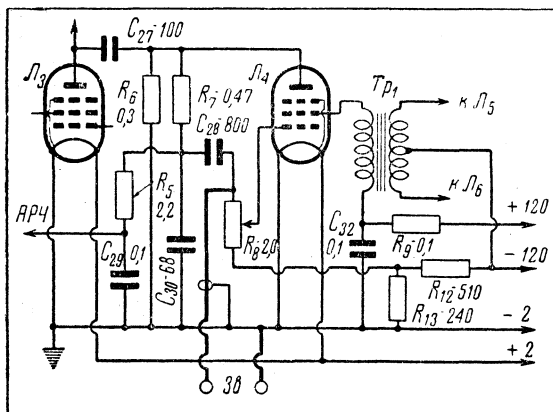 C27-100
Л3
R6
0,3
R7-0,47
Л4
Тр1
к Л5
C28-800
R5
2,2
АРЧ
C29
0,1
C30-68
R8-2,0
C32
0,1
к Л6
R9-0,1
+120
-120
R12-510
R13-240
-2
+2
Зв